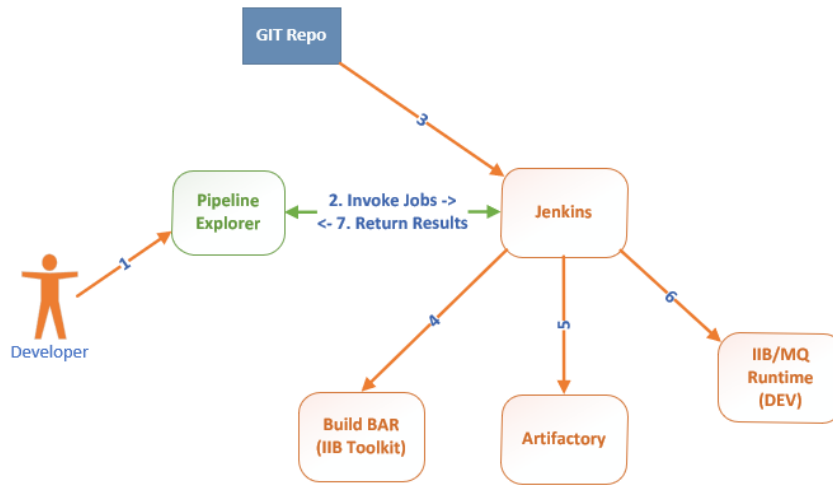 GIT Repo
3
Pipeline
Explorer
2. Invoke Jobs ->
<- 7. Return Results
Jenkins
1
Developer
4
5
6
IIB/MQ
Runtime
(DEV)
Build BAR
(IIB Toolkit)
Artifactory